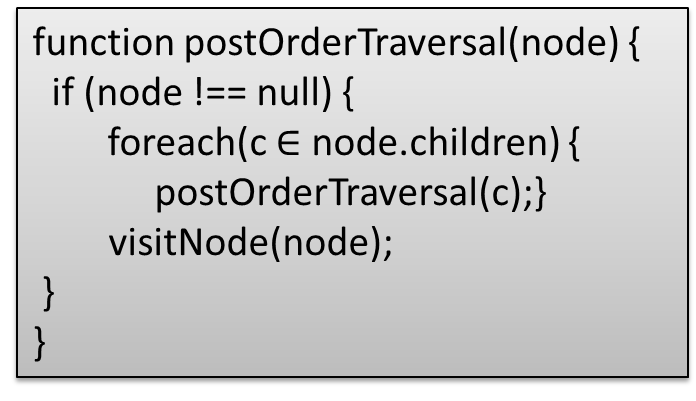 function postOrderTraversal(node) {
if (node !== null) {
foreach(c ∈ node.children) {
postOrderTraversal(c);}
visitNode(node);
}
}